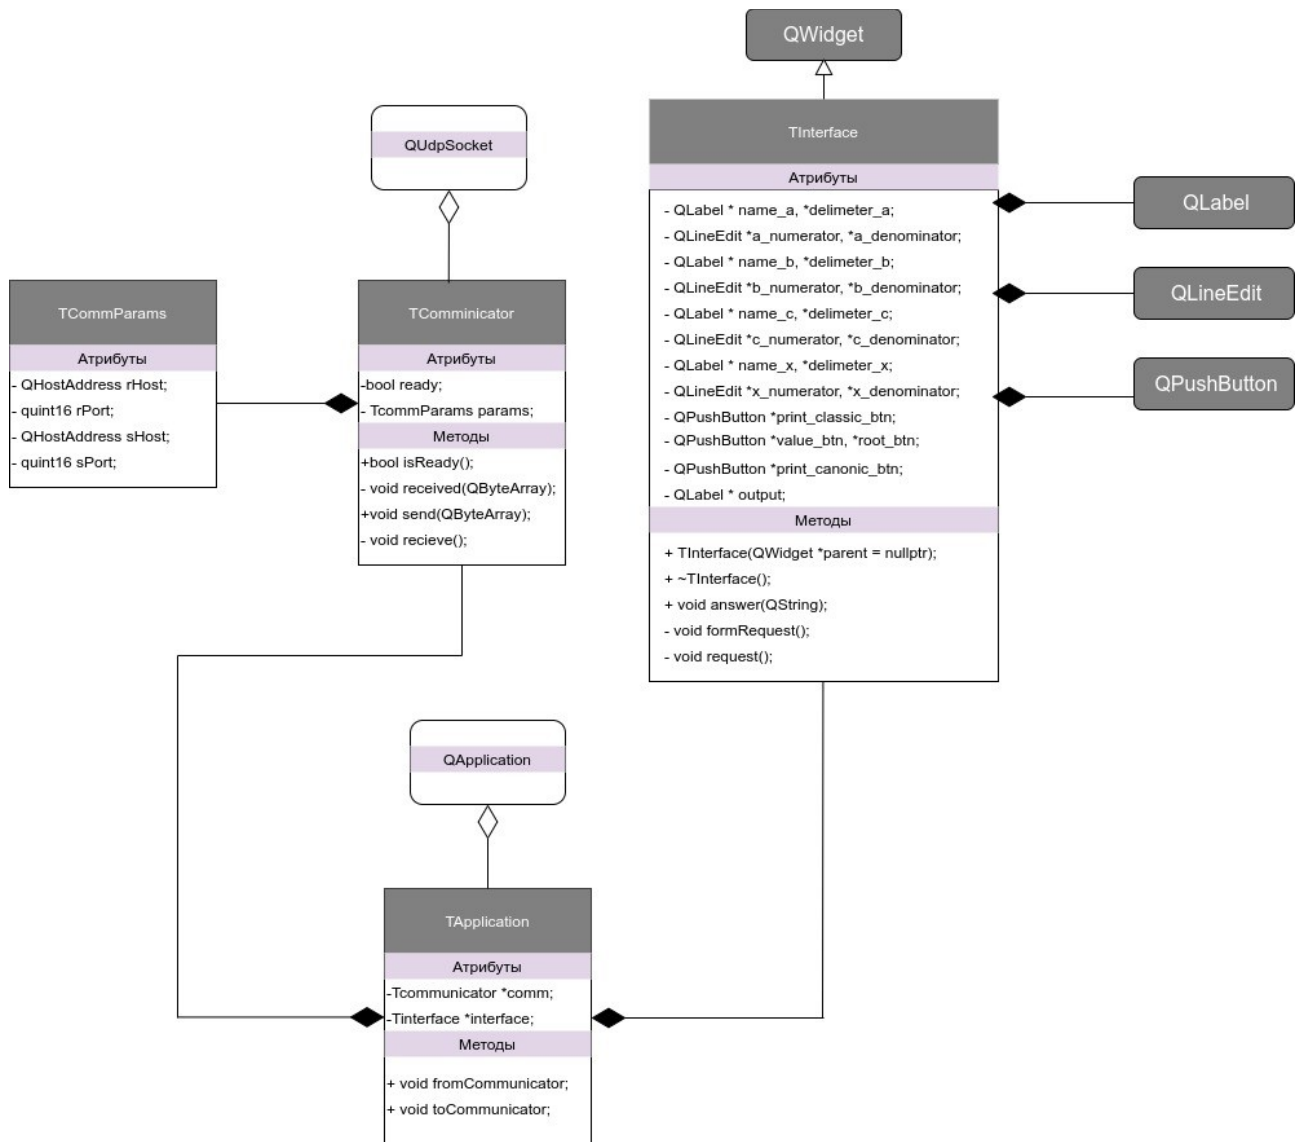 QWidget
QUdpSocket
TInterface
Атрибуты
- QLabel * name_a, *delimeter_a;
- QLineEdit *a_numerator, *a_denominator;
- QLabel * name_b, *delimeter_b;
- QLineEdit *b_numerator, *b_denominator;
- QLabel * name_c, *delimeter_c;
- QLineEdit *c_numerator, *c_denominator;
- QLabel * name_x, *delimeter_x;
- QLineEdit *x_numerator, *x_denominator;
- QPushButton *print_classic_btn;
- QPushButton *value_btn, *root_btn;
- QPushButton *print_canonic_btn;
- QLabel * output;
Методы
+ TInterface(QWidget *parent = nullptr);
+ ~TInterface();
+ void answer(QString);
- void formRequest();
- void request();
QLabel
QLineEdit
QPushButton
TCommParams
Атрибуты
- QHostAddress rHost;
- quint16 rPort;
- QHostAddress sHost;
- quint16 sPort;
TComminicator
Атрибуты
-bool ready;
- TcommParams params;
Методы
+bool isReady();
- void received(QByteArray);
+void send(QByteArray);
- void recieve();
QApplication
TApplication
Атрибуты
-Tcommunicator *comm;
-Tinterface *interface;
Методы
+ void fromCommunicator;
+ void toCommunicator;